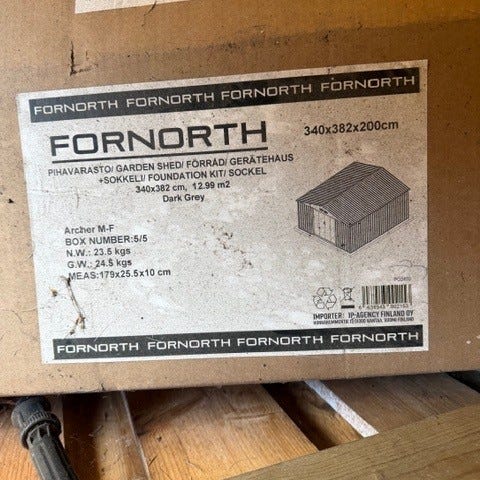 FORNORTH FORNORTH FORNORTH FORNORTH
FORNORTH
340x382x200cm
PIHAVARASTO/ GARDEN SHED/ FÖRRÅD/ GERÄTEHAUS
+SOKKELI/ FOUNDATION KIT/ SOCKEL
340x382 cm, 12.99 m2
Dark Grey
Archer M-F
BOX NUMBER:5/5
N.W.: 23.5 kgs
G.W.: 24.5 kgs
MEAS:179x25.5x10 cm
IMPORTER: IP-AGENCY FINLAND OY
FORNORTH FORNORTH FORNORTH FORNORTH